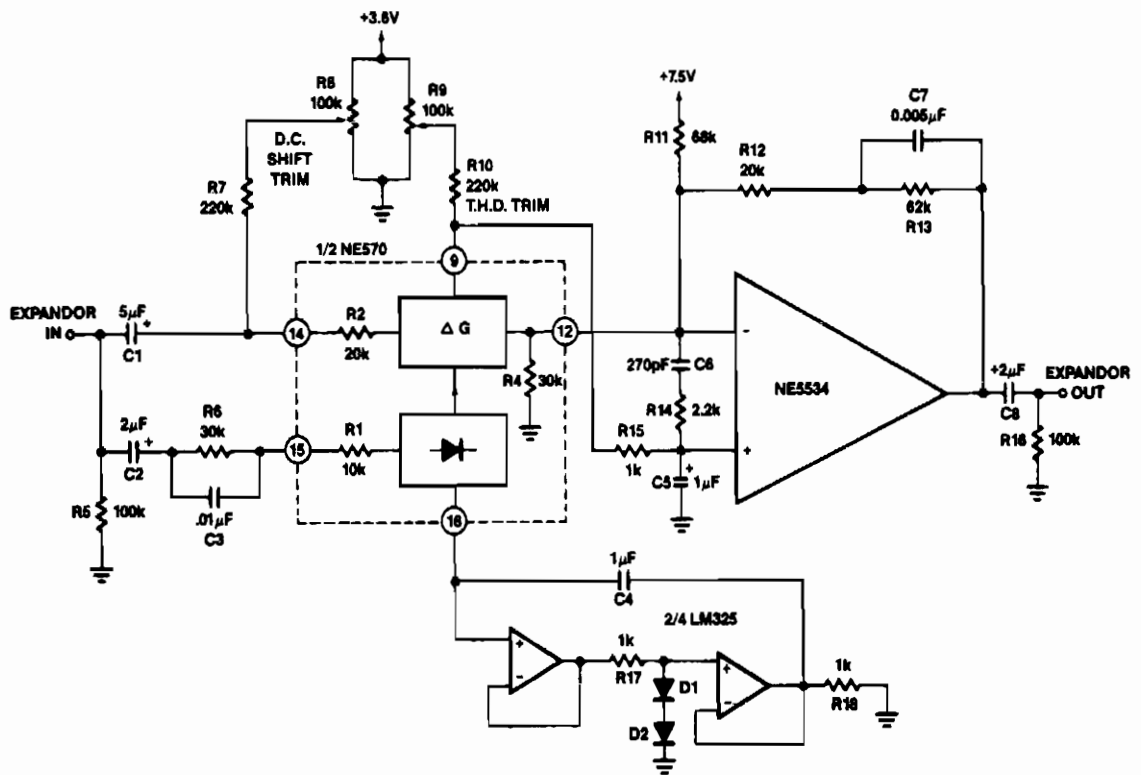 +3.6V
R8
100k
R9
100k
D.C.
SHIFT
TRIM
R7
220k
R10
220k
T.H.D. TRIM
+7.5V
R11
68k
C7
0.005µF
R12
20k
62k
R13
1/2 NE570
9
EXPANDOR
IN
5µF
+
C1
14
R2
20k
Δ G
12
R4
30k
270pF
C6
R14
2.2k
R15
1k
+
C5
1µF
-
+
NE5534
+2µF
C8
EXPANDOR
OUT
R16
100k
2µF
+
C2
R6
30k
15
R1
10k
.01µF
C3
R5
100k
16
1µF
C4
2/4 LM325
+
-
1k
R17
D1
D2
+
-
1k
R18